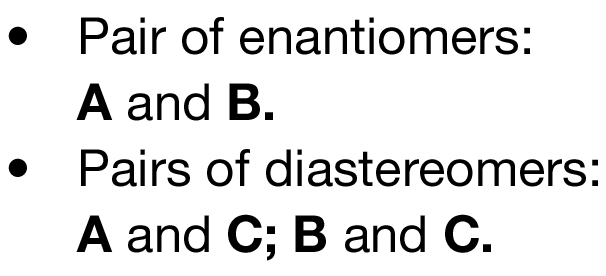 • Pair of enantiomers:
A and B.
• Pairs of diastereomers:
A and C; B and C.